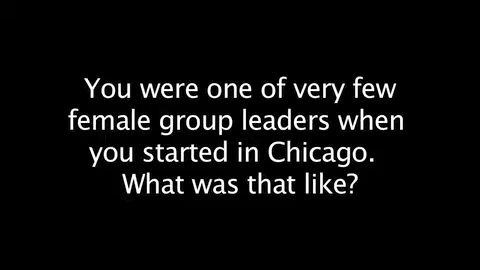 You were one of very few
female group leaders when
you started in Chicago.
What was that like?